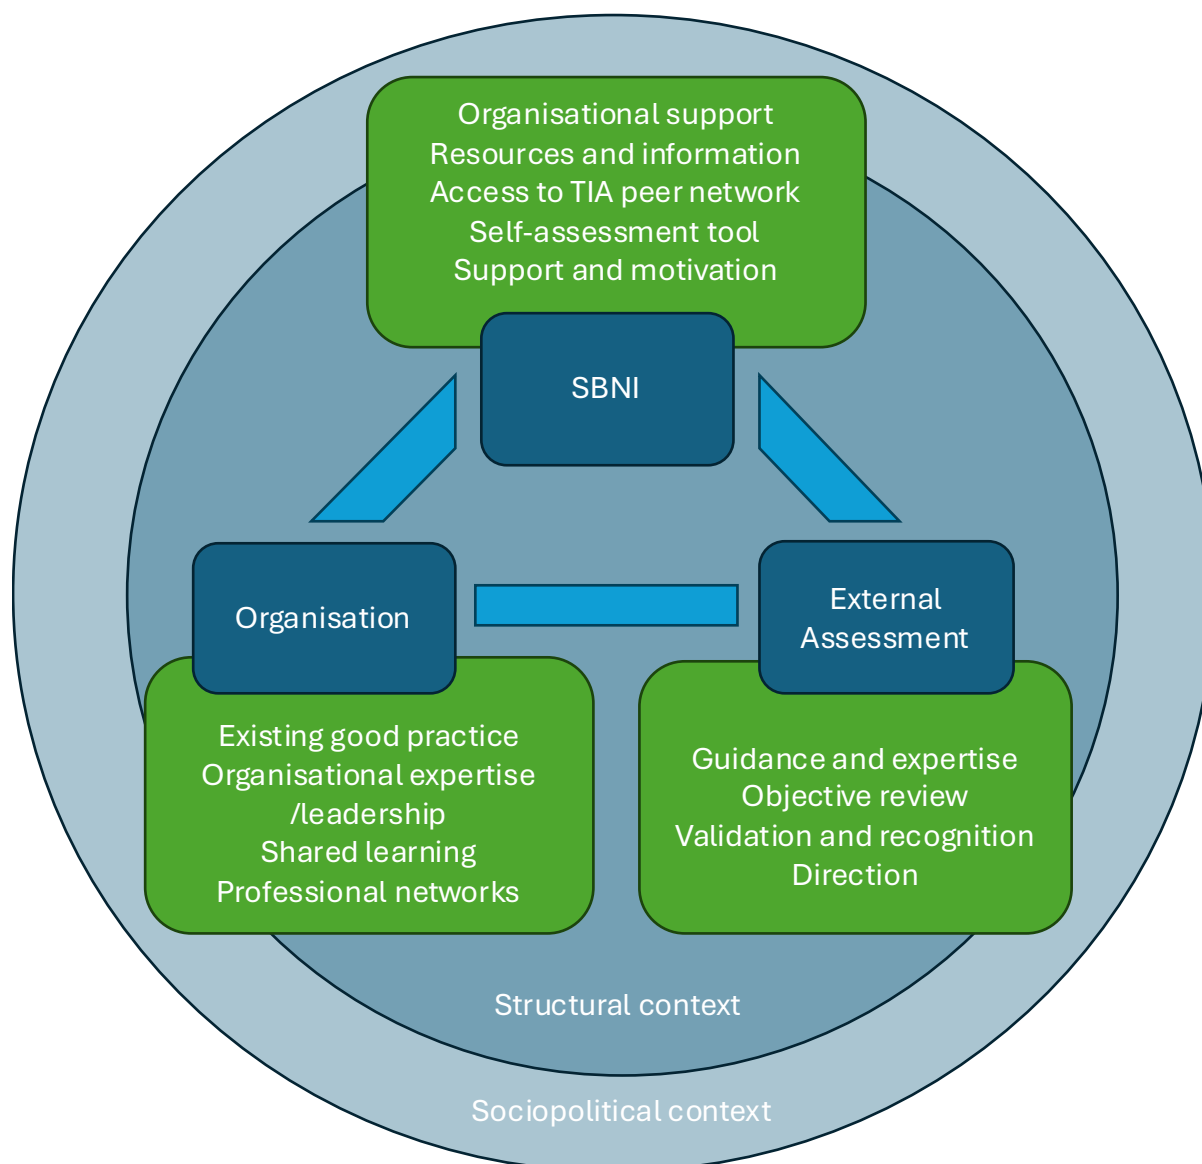 Organisational support
Resources and information
Access to TIA peer network
Self-assessment tool
Support and motivation
SBNI
Organisation
External
Assessment
Existing good practice
Organisational expertise
/leadership
Shared learning
Professional networks
Guidance and expertise
Objective review
Validation and recognition
Direction
Structural context
Sociopolitical context